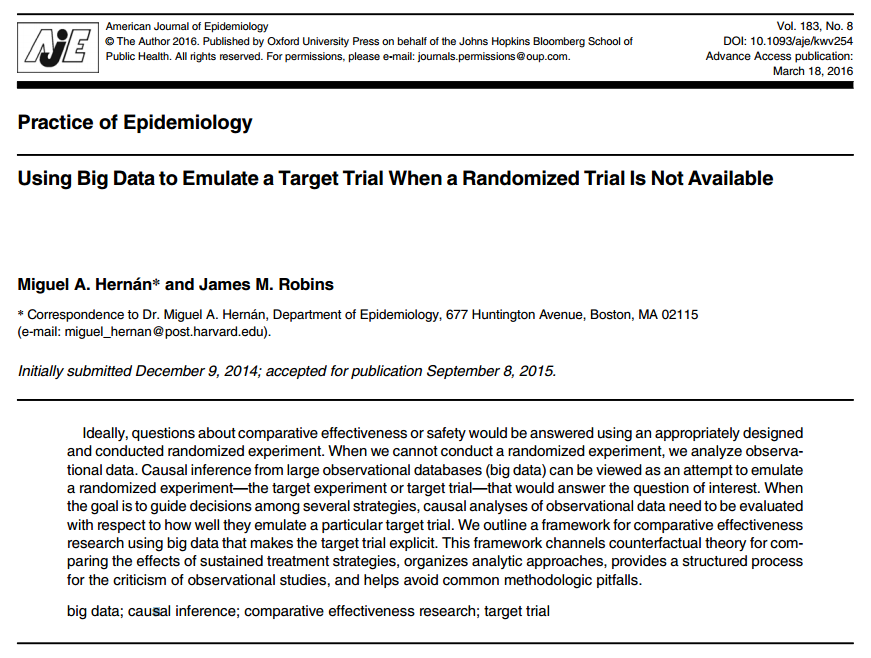 AJE
American Journal of Epidemiology
© The Author 2016. Published by Oxford University Press on behalf of the Johns Hopkins Bloomberg School of
Public Health. All rights reserved. For permissions, please e-mail: journals.permissions@oup.com.
Vol. 183, No. 8
DOI: 10.1093/aje/kwv254
Advance Access publication:
March 18, 2016
Practice of Epidemiology
Using Big Data to Emulate a Target Trial When a Randomized Trial Is Not Available
Miguel A. Hernán* and James M. Robins
* Correspondence to Dr. Miguel A. Hernán, Department of Epidemiology, 677 Huntington Avenue, Boston, MA 02115
(e-mail: miguel_hernan@post.harvard.edu).
Initially submitted December 9, 2014; accepted for publication September 8, 2015.
Ideally, questions about comparative effectiveness or safety would be answered using an appropriately designed
and conducted randomized experiment. When we cannot conduct a randomized experiment, we analyze observa-
tional data. Causal inference from large observational databases (big data) can be viewed as an attempt to emulate
a randomized experiment—the target experiment or target trial—that would answer the question of interest. When
the goal is to guide decisions among several strategies, causal analyses of observational data need to be evaluated
with respect to how well they emulate a particular target trial. We outline a framework for comparative effectiveness
research using big data that makes the target trial explicit. This framework channels counterfactual theory for com-
paring the effects of sustained treatment strategies, organizes analytic approaches, provides a structured process
for the criticism of observational studies, and helps avoid common methodologic pitfalls.
big data; causal inference; comparative effectiveness research; target trial